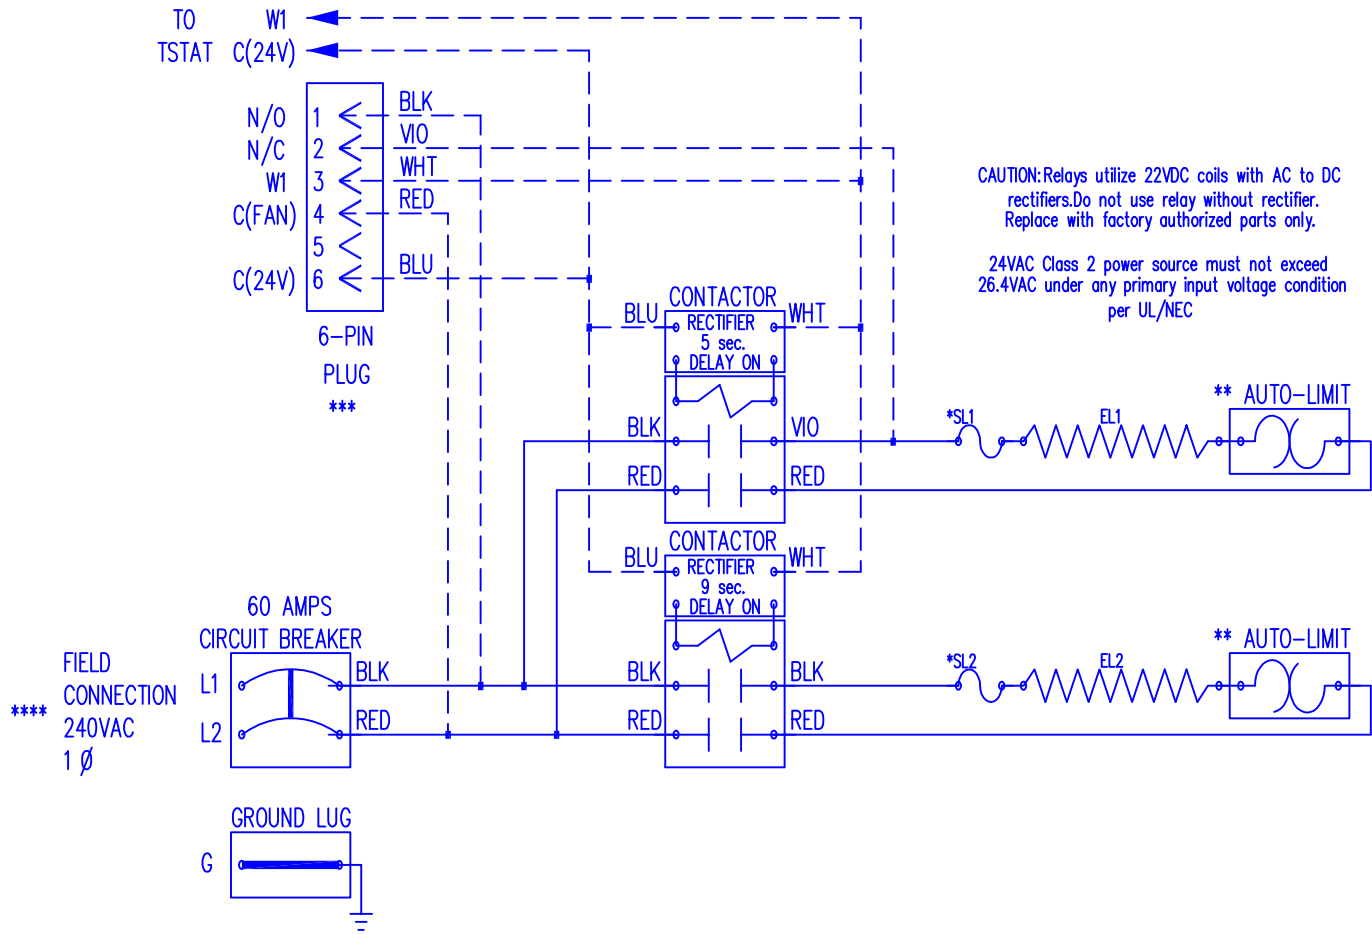 TO W1
TSTAT C(24V)
N/O 1 BLK
N/C 2 VIO
W1 3 WHT
C(FAN) 4 RED
5
C(24V) 6 BLU
6-PIN
PLUG
***
CAUTION:Relays utilize 22VDC coils with AC to DC
rectifiers.Do not use relay without rectifier.
Replace with factory authorized parts only.
24VAC Class 2 power source must not exceed
26.4VAC under any primary input voltage condition
per UL/NEC
CONTACTOR
BLU RECTIFIER WHT
5 sec.
DELAY ON
BLK VIO
RED RED
*SL1 EL1 ** AUTO-LIMIT
CONTACTOR
BLU RECTIFIER WHT
9 sec.
DELAY ON
BLK BLK
RED RED
*SL2 EL2 ** AUTO-LIMIT
60 AMPS
CIRCUIT BREAKER
L1 BLK
L2 RED
FIELD
CONNECTION
**** 240VAC
1 Ø
GROUND LUG
G